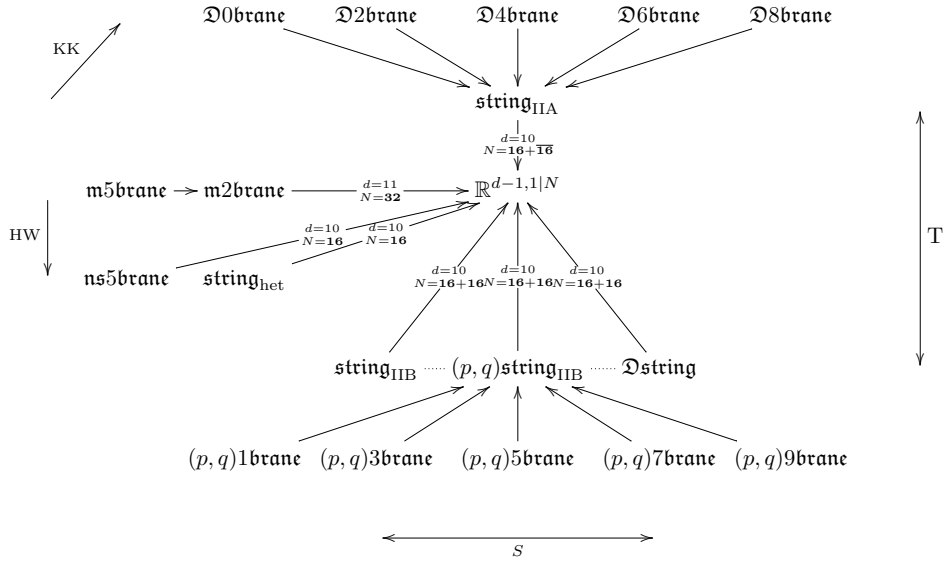 𝔇0𝔟𝔯𝔞𝔫𝔢 𝔇2𝔟𝔯𝔞𝔫𝔢 𝔇4𝔟𝔯𝔞𝔫𝔢 𝔇6𝔟𝔯𝔞𝔫𝔢 𝔇8𝔟𝔯𝔞𝔫𝔢
KK
𝔰𝔱𝔯𝔦𝔫𝔤_IIA
d=10
N=16+1̅6̅
𝔪5𝔟𝔯𝔞𝔫𝔢 𝔪2𝔟𝔯𝔞𝔫𝔢 d=11 ℝ^{d−1,1|N}
N=32
HW
T
d=10 d=10
N=16 N=16
𝔫𝔰5𝔟𝔯𝔞𝔫𝔢 𝔰𝔱𝔯𝔦𝔫𝔤_het
d=10 d=10 d=10
N=16+16 N=16+16 N=16+16
𝔰𝔱𝔯𝔦𝔫𝔤_IIB ...... (p, q)𝔰𝔱𝔯𝔦𝔫𝔤_IIB ...... 𝔇𝔰𝔱𝔯𝔦𝔫𝔤
(p, q)1𝔟𝔯𝔞𝔫𝔢 (p, q)3𝔟𝔯𝔞𝔫𝔢 (p, q)5𝔟𝔯𝔞𝔫𝔢 (p, q)7𝔟𝔯𝔞𝔫𝔢 (p, q)9𝔟𝔯𝔞𝔫𝔢
S